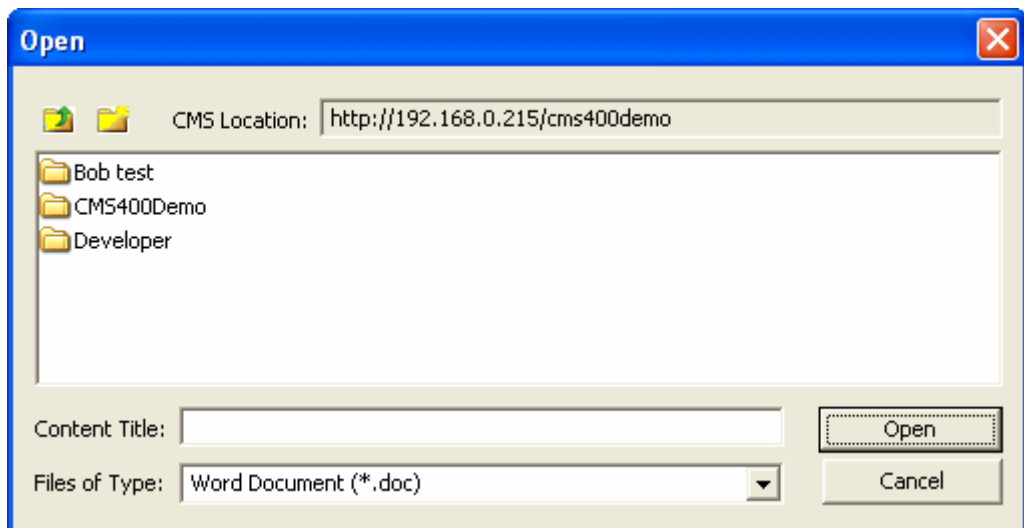 Open
CMS Location: http://192.168.0.215/cms400demo
Bob test
CMS400Demo
Developer
Content Title:
Open
Files of Type: Word Document (*.doc)
Cancel